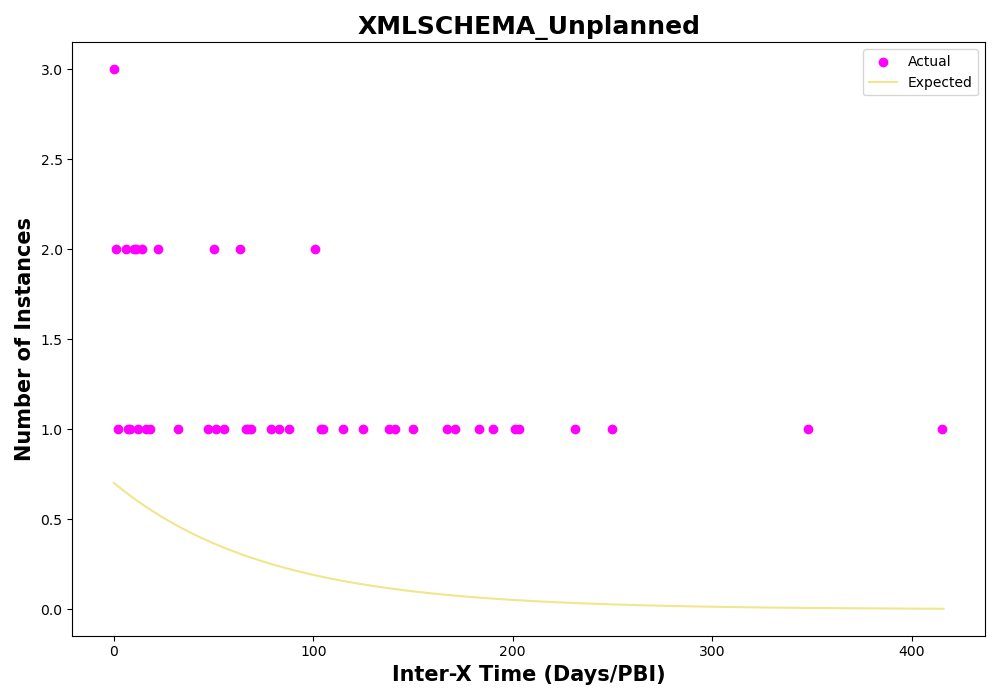 XMLSCHEMA_Unplanned
Actual
Expected
3.0
2.5
2.0
1.5
1.0
0.5
0.0
Number of Instances
0 100 200 300 400
Inter-X Time (Days/PBI)